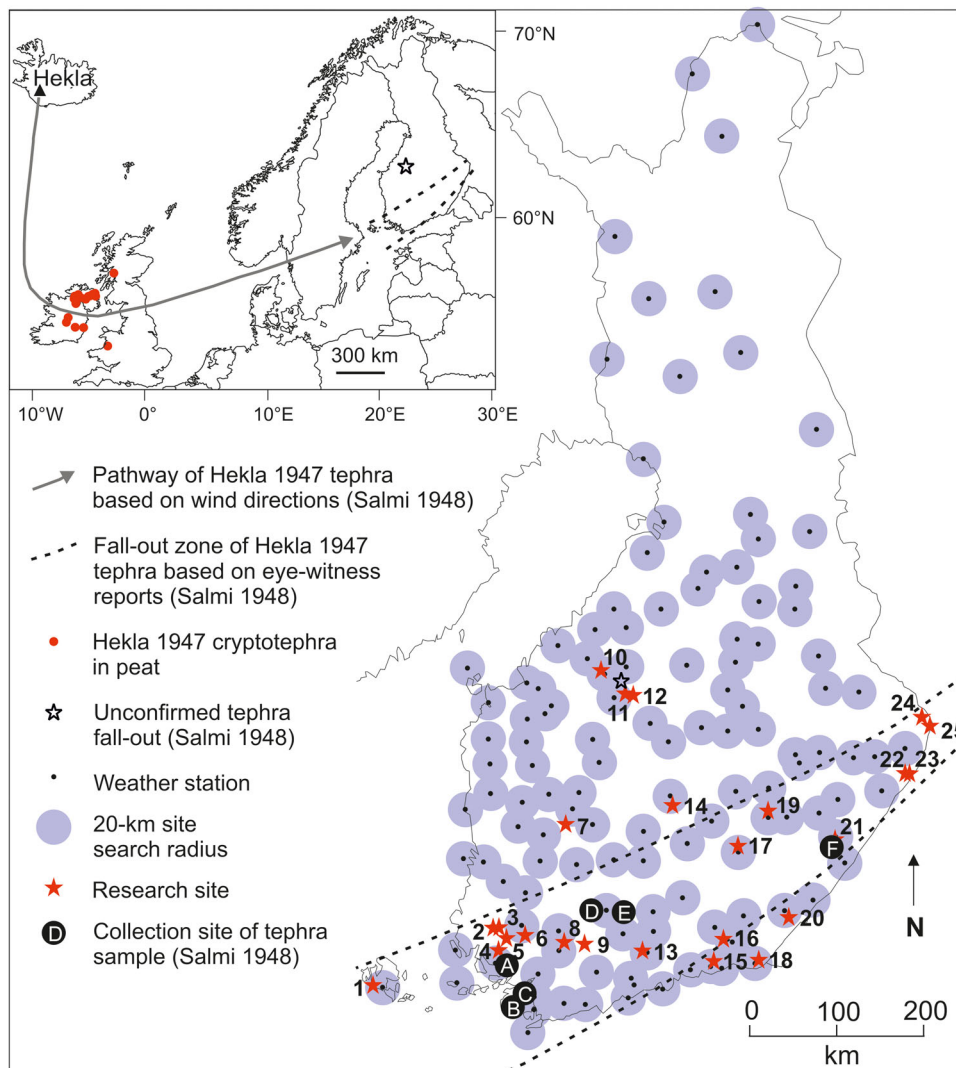 Hekla
300 km
10°W
0°
10°E
20°E
30°E
70°N
60°N
Pathway of Hekla 1947 tephra
based on wind directions (Salmi 1948)
Fall-out zone of Hekla 1947
tephra based on eye-witness
reports (Salmi 1948)
Hekla 1947 cryptotephra
in peat
Unconfirmed tephra
fall-out (Salmi 1948)
Weather station
20-km site
search radius
Research site
D
Collection site of tephra
sample (Salmi 1948)
10
11
12
24
25
22
23
14
19
7
17
21
F
D
E
3
2
8
20
6
4
5
9
13
16
A
15
18
1
C
B
N
0
100
200
km